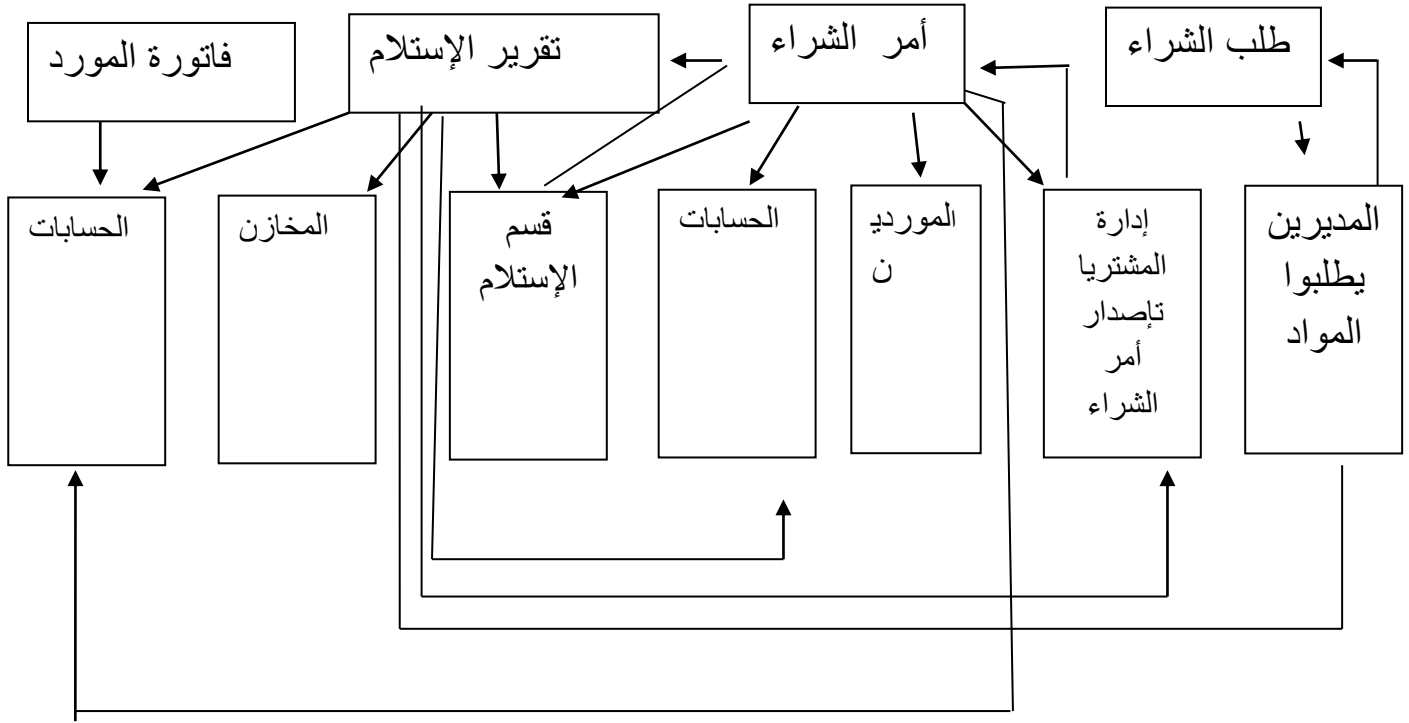 طلب الشراء
أمر الشراء
تقرير الإستلام
فاتورة المورد
المديرين
يطلبوا
المواد
إدارة
المشتريا
تإصدار
أمر
الشراء
الموردي
ن
الحسابات
قسم
الإستلام
المخازن
الحسابات